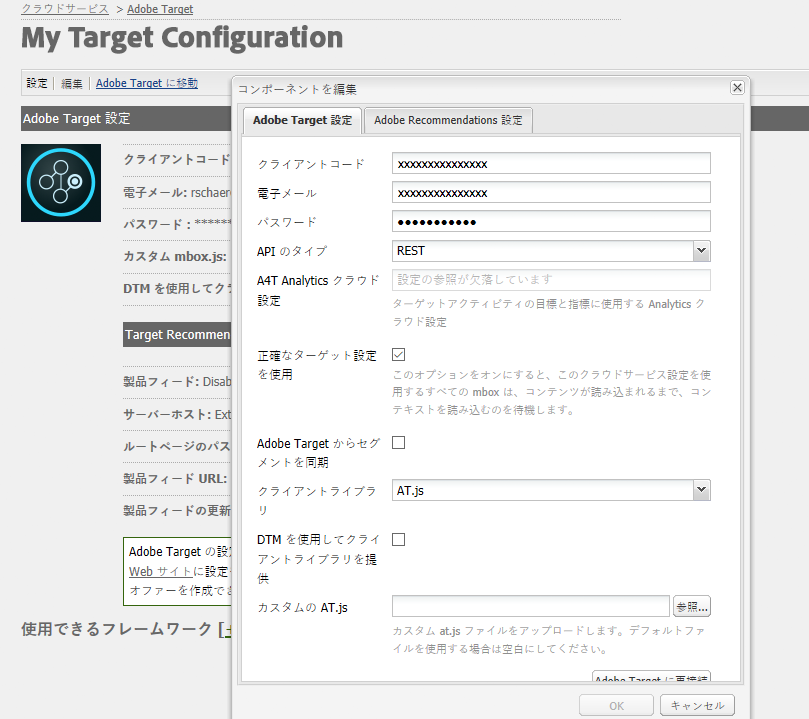 クラウドサービス > Adobe Target
My Target Configuration
設定 編集 Adobe Target に移動
Adobe Target 設定
クライアントコード
電子メール: rschaer
パスワード : ******
カスタム mbox.js:
DTM を使用してクラ
Target Recommen
製品フィード: Disab
サーバーホスト: Ext
ルートページのパス
製品フィード URL:
製品フィードの更新
Adobe Target の設定
Web サイトに設定
オファーを作成でき
使用できるフレームワーク [+
コンポーネントを編集
Adobe Target 設定 Adobe Recommendations 設定
クライアントコード xxxxxxxxxxxxxxx
電子メール xxxxxxxxxxxxxxx
パスワード ●●●●●●●●●●●
API のタイプ REST
A4T Analytics クラウド 設定の参照が欠落しています
設定
ターゲットアクティビティの目標と指標に使用する Analytics ク
ラウド設定
正確なターゲット設定
を使用
このオプションをオンにすると、このクラウドサービス設定を使
用するすべての mbox は、コンテンツが読み込まれるまで、コン
テキストを読み込むのを待機します。
Adobe Target からセグ
メントを同期
クライアントライブラ AT.js
リ
DTM を使用してクライ
アントライブラリを提
供
カスタムの AT.js 参照...
カスタム at.js ファイルをアップロードします。デフォルトファ
イルを使用する場合は空白にしてください。
Adobe Target に再接続
OK キャンセル